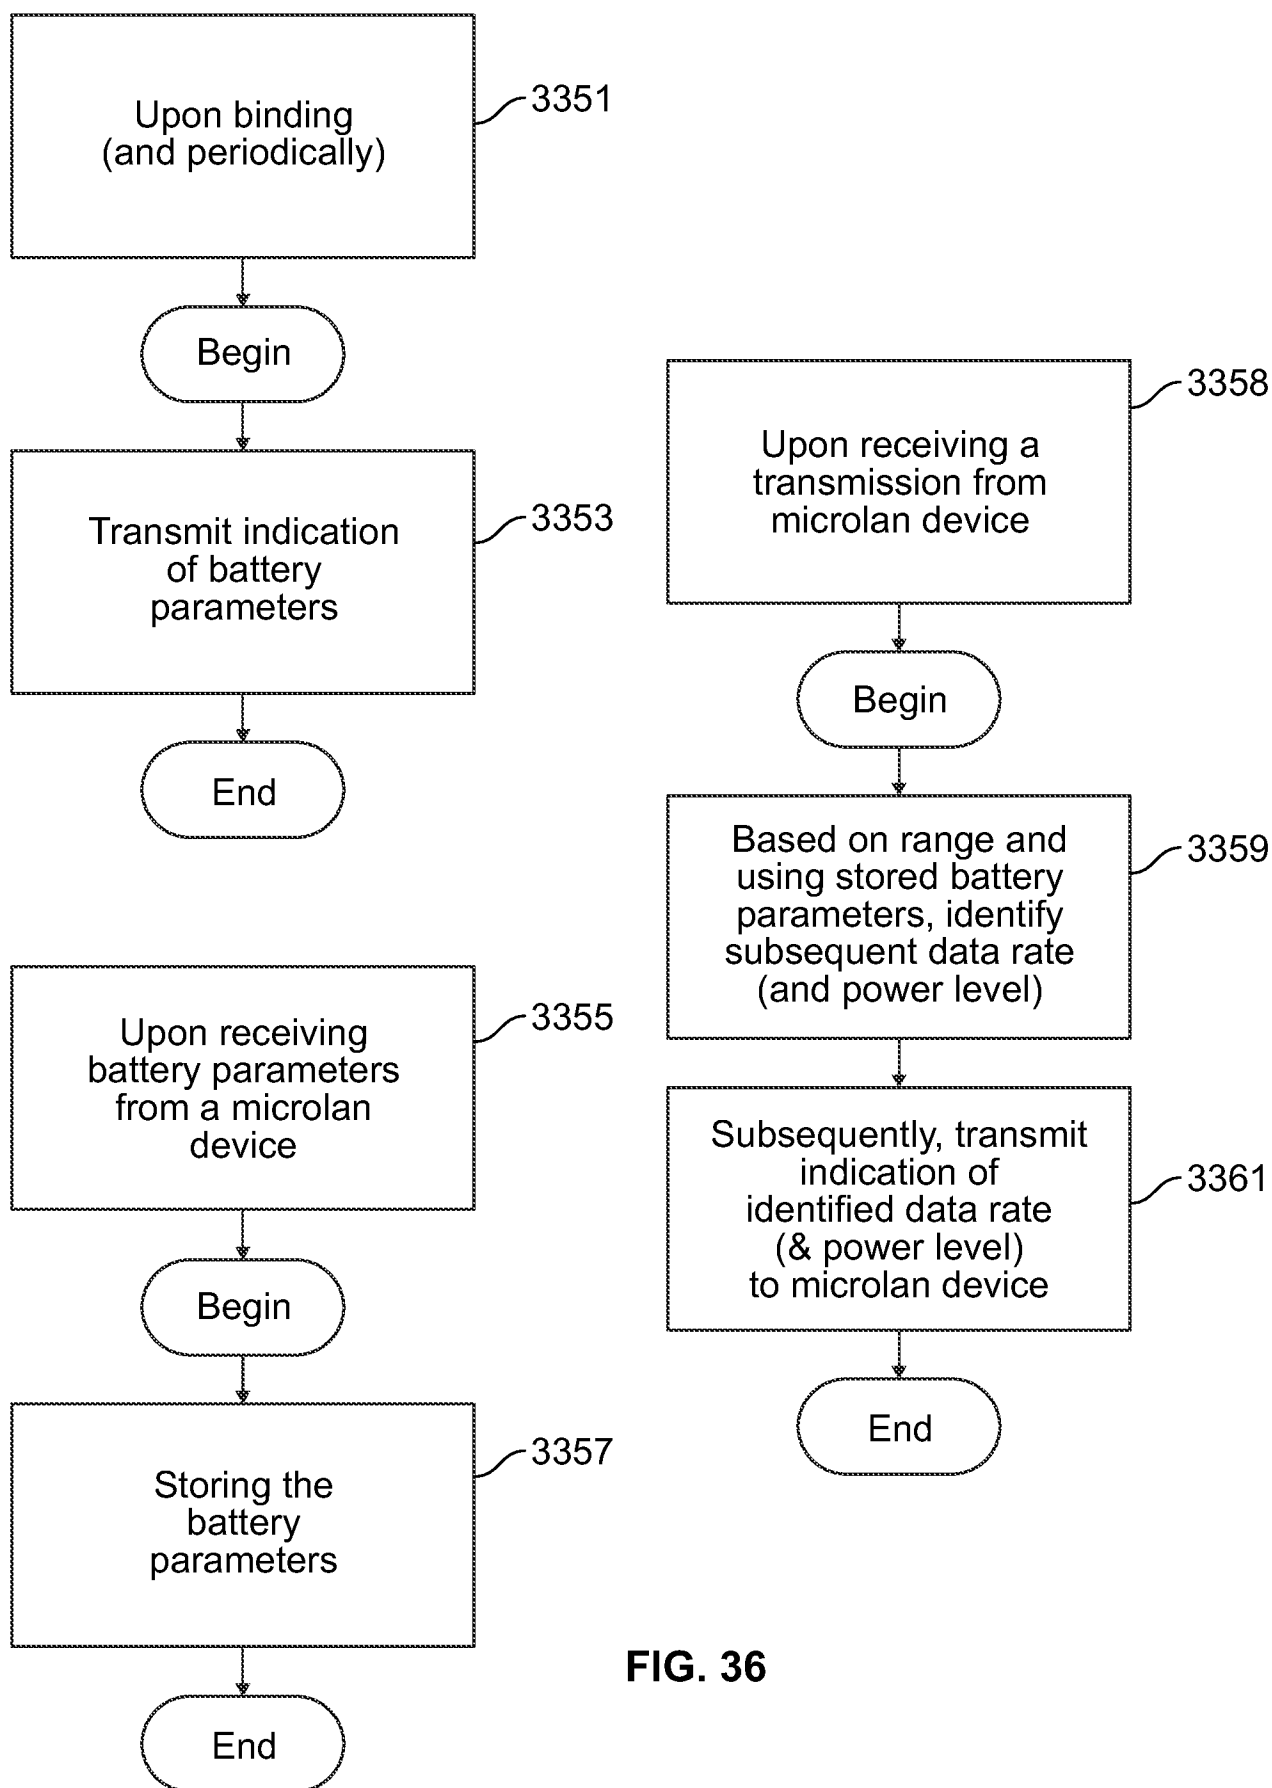 Upon binding
(and periodically)
3351
Begin
Transmit indication
of battery
parameters
3353
End
Upon receiving
battery parameters
from a microlan
device
3355
Begin
Storing the
battery
parameters
3357
End
Upon receiving a
transmission from
microlan device
3358
Begin
Based on range and
using stored battery
parameters, identify
subsequent data rate
(and power level)
3359
Subsequently, transmit
indication of
identified data rate
(& power level)
to microlan device
3361
End
FIG. 36